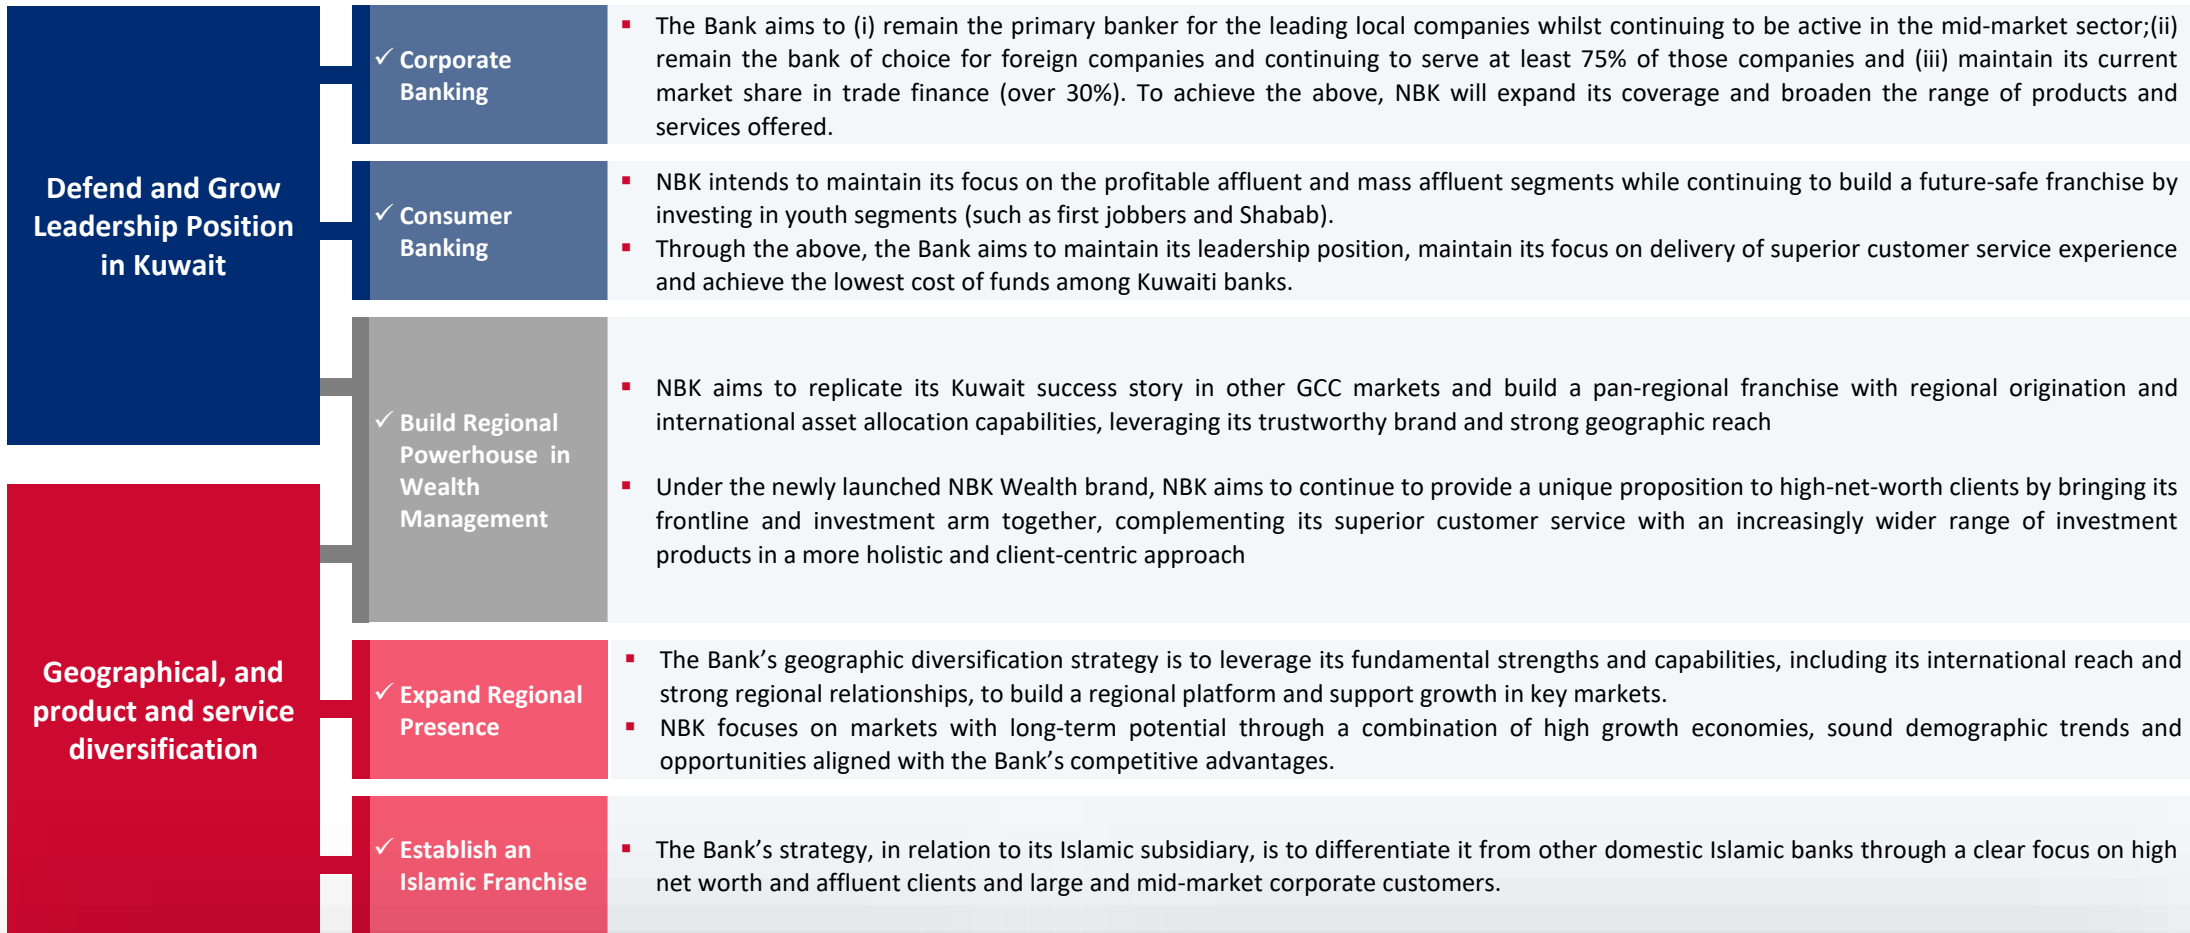 Defend and Grow
Leadership Position
in Kuwait
✓ Corporate
Banking
▪ The Bank aims to (i) remain the primary banker for the leading local companies whilst continuing to be active in the mid-market sector;(ii)
remain the bank of choice for foreign companies and continuing to serve at least 75% of those companies and (iii) maintain its current
market share in trade finance (over 30%). To achieve the above, NBK will expand its coverage and broaden the range of products and
services offered.
✓ Consumer
Banking
▪ NBK intends to maintain its focus on the profitable affluent and mass affluent segments while continuing to build a future-safe franchise by
investing in youth segments (such as first jobbers and Shabab).
▪ Through the above, the Bank aims to maintain its leadership position, maintain its focus on delivery of superior customer service experience
and achieve the lowest cost of funds among Kuwaiti banks.
✓ Build Regional
Powerhouse in
Wealth
Management
▪ NBK aims to replicate its Kuwait success story in other GCC markets and build a pan-regional franchise with regional origination and
international asset allocation capabilities, leveraging its trustworthy brand and strong geographic reach
▪ Under the newly launched NBK Wealth brand, NBK aims to continue to provide a unique proposition to high-net-worth clients by bringing its
frontline and investment arm together, complementing its superior customer service with an increasingly wider range of investment
products in a more holistic and client-centric approach
Geographical, and
product and service
diversification
✓ Expand Regional
Presence
▪ The Bank’s geographic diversification strategy is to leverage its fundamental strengths and capabilities, including its international reach and
strong regional relationships, to build a regional platform and support growth in key markets.
▪ NBK focuses on markets with long-term potential through a combination of high growth economies, sound demographic trends and
opportunities aligned with the Bank’s competitive advantages.
✓ Establish an
Islamic Franchise
▪ The Bank’s strategy, in relation to its Islamic subsidiary, is to differentiate it from other domestic Islamic banks through a clear focus on high
net worth and affluent clients and large and mid-market corporate customers.